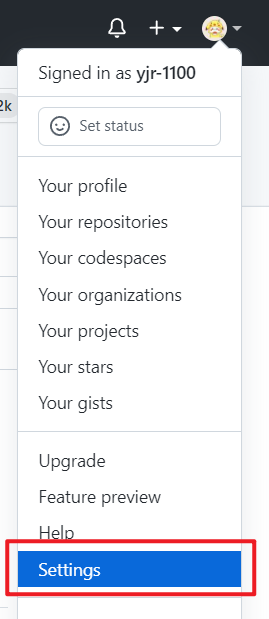 2k
Signed in as yjr-1100
Set status
Your profile
Your repositories
Your codespaces
Your organizations
Your projects
Your stars
Your gists
Upgrade
Feature preview
Help
Settings